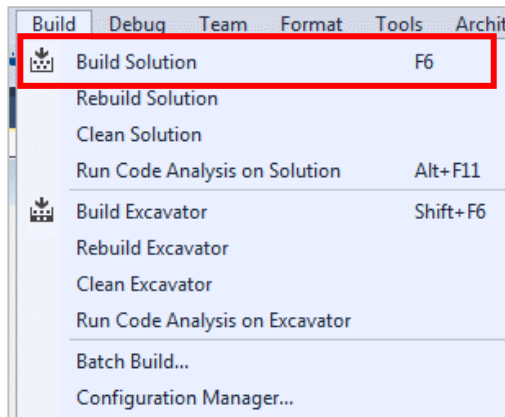 Build Debug Team Format Tools Archit
Build Solution F6
Rebuild Solution
Clean Solution
Run Code Analysis on Solution Alt+F11
Build Excavator Shift+F6
Rebuild Excavator
Clean Excavator
Run Code Analysis on Excavator
Batch Build...
Configuration Manager...